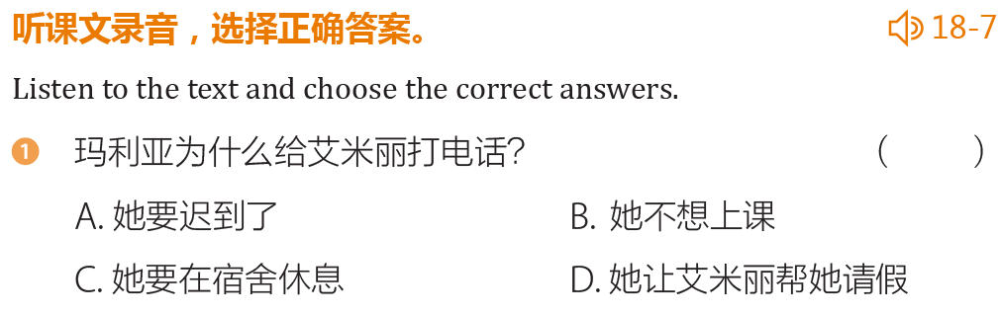 听课文录音，选择正确答案。 18-7
Listen to the text and choose the correct answers.
1 玛利亚为什么给艾米丽打电话? (      )
A. 她要迟到了 B. 她不想上课
C. 她要在宿舍休息 D. 她让艾米丽帮她请假